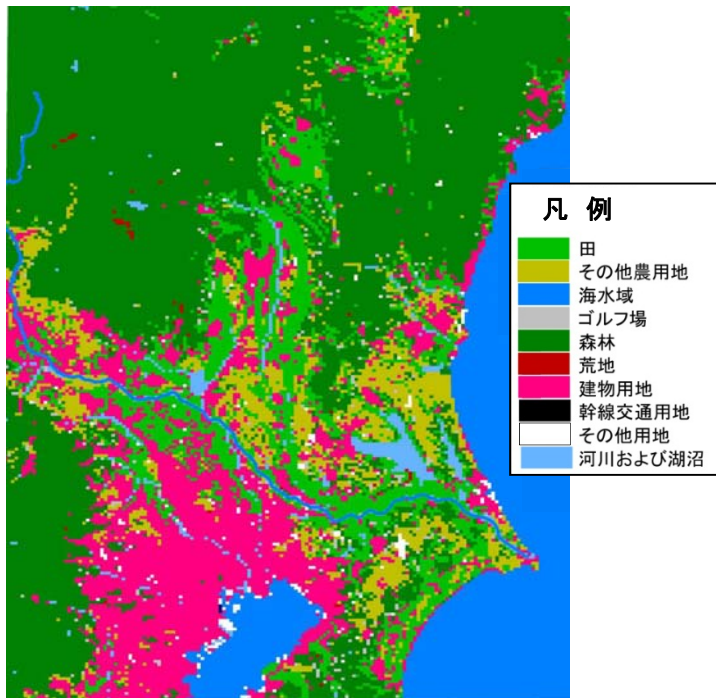 凡 例
田
その他農用地
海水域
ゴルフ場
森林
荒地
建物用地
幹線交通用地
その他用地
河川および湖沼